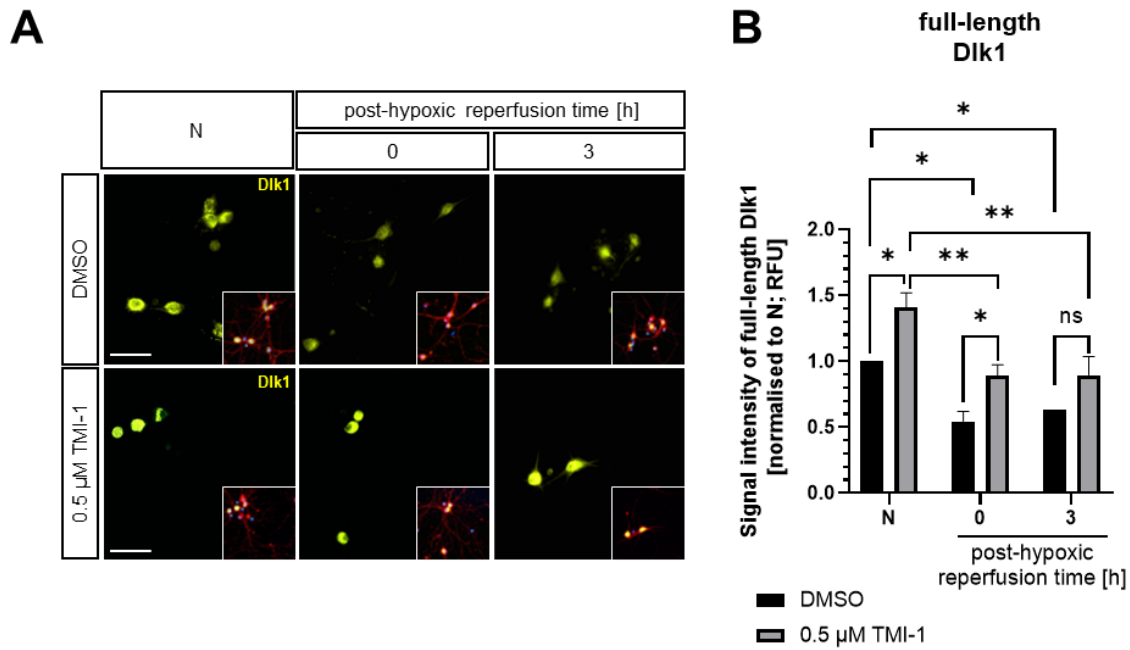 A
N
post-hypoxic reperfusion time [h]
0
3
DMSO
Dlk1
0.5 µM TMI-1
Dlk1
B
full-length
Dlk1
Signal intensity of full-length Dlk1
[normalised to N; RFU]
2.0
1.5
1.0
0.5
0.0
*
*
**
*
**
*
ns
N
0
3
post-hypoxic
reperfusion time [h]
DMSO
0.5 µM TMI-1